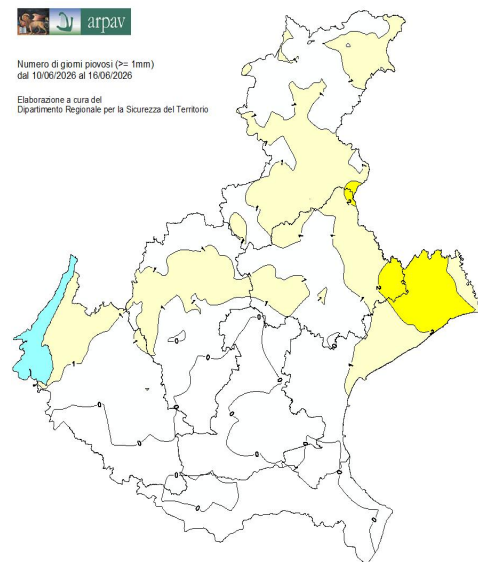 arpav
Numero di giorni piovosi (>= 1mm)
dal 10/06/2026 al 16/06/2026
Elaborazione a cura del
Dipartimento Regionale per la Sicurezza del Territorio